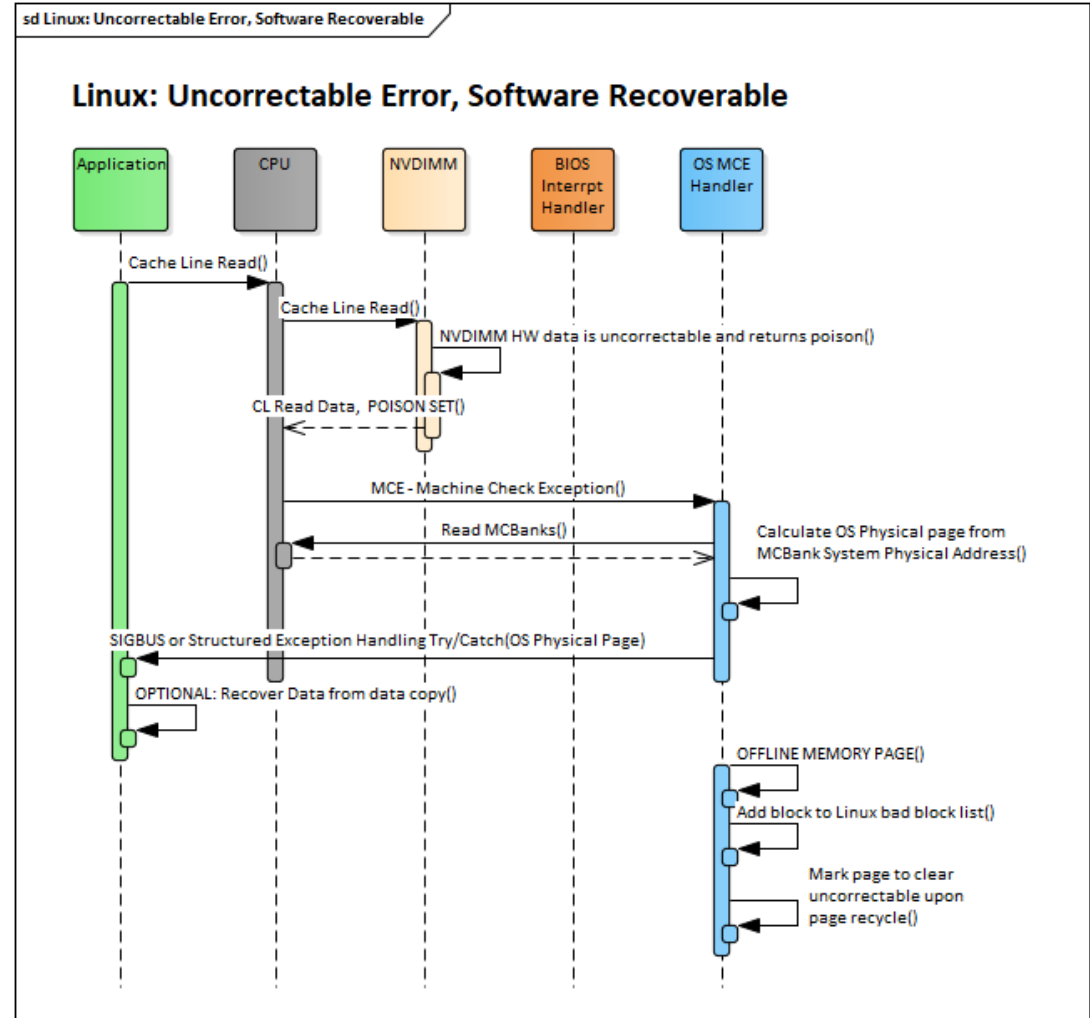 sd Linux: Uncorrectable Error, Software Recoverable
Linux: Uncorrectable Error, Software Recoverable
Application
CPU
NVDIMM
BIOS
Interrpt
Handler
OS MCE
Handler
Cache Line Read()
Cache Line Read()
NVDIMM HW data is uncorrectable and returns poison()
CL Read Data, POISON SET()
MCE - Machine Check Exception()
Read MCBanks()
Calculate OS Physical page from
MCBank System Physical Address()
SIGBUS or Structured Exception Handling Try/Catch(OS Physical Page)
OPTIONAL: Recover Data from data copy()
OFFLINE MEMORY PAGE()
Add block to Linux bad block list()
Mark page to clear
uncorrectable upon
page recycle()